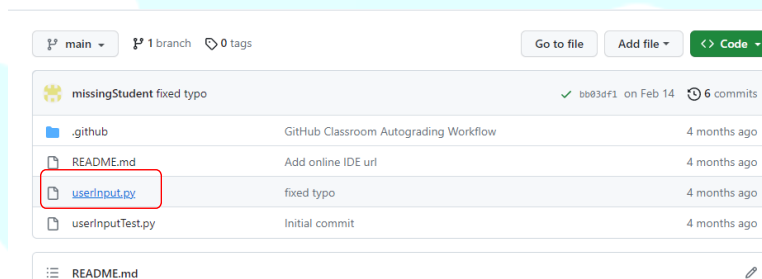 main 1 branch 0 tags Go to file Add file Code
missingStudent fixed typo bb03df1 on Feb 14 6 commits
.github GitHub Classroom Autograding Workflow 4 months ago
README.md Add online IDE url 4 months ago
userInput.py fixed typo 4 months ago
userInputTest.py Initial commit 4 months ago
README.md